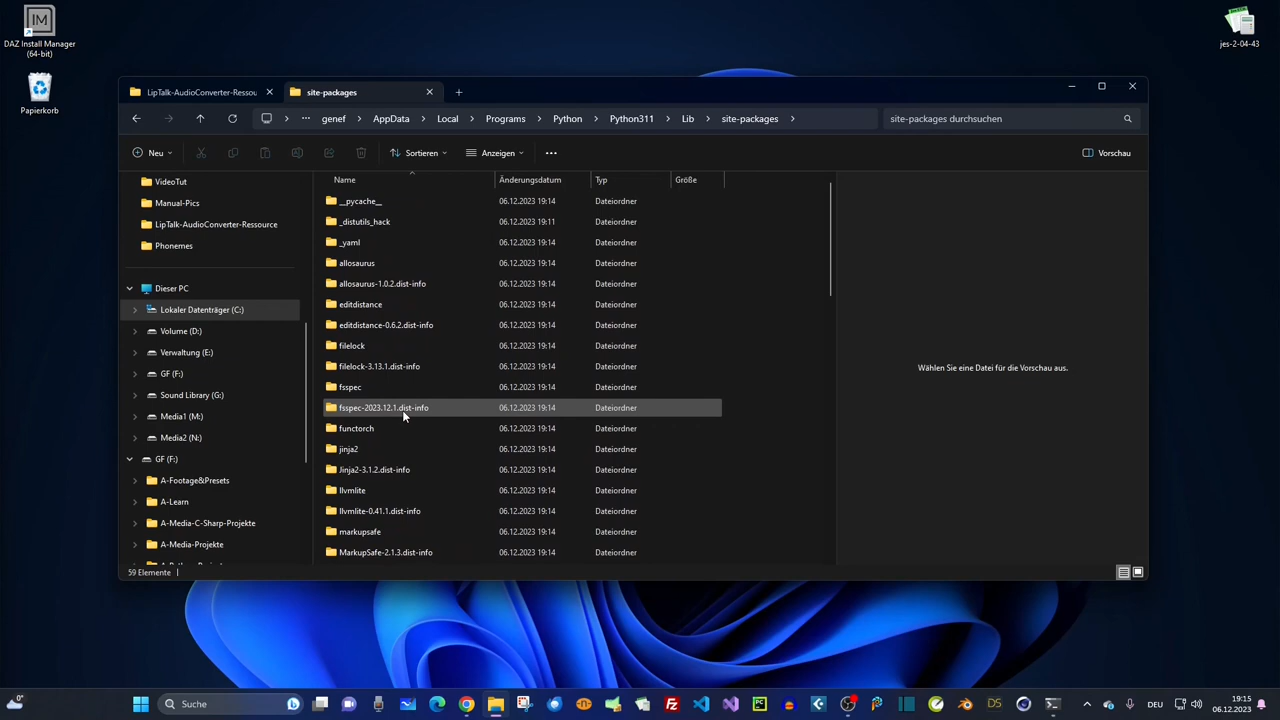 DAZ Install Manager
(64-bit)
Papierkorb
jes-2-04-43
LipTalk-AudioConverter-Ressou
site-packages
genef
AppData
Local
Programs
Python
Python311
Lib
site-packages
site-packages durchsuchen
Neu
Sortieren
Anzeigen
Vorschau
VideoTut
Manual-Pics
LipTalk-AudioConverter-Ressource
Phonemes
Dieser PC
Lokaler Datenträger (C:)
Volume (D:)
Verwaltung (E:)
GF (F:)
Sound Library (G:)
Media1 (M:)
Media2 (N:)
GF (F:)
A-Footage&Presets
A-Learn
A-Media-C-Sharp-Projekte
A-Media-Projekte
Name Änderungsdatum Typ Größe
__pycache__ 06.12.2023 19:14 Dateiordner
_distutils_hack 06.12.2023 19:11 Dateiordner
_yaml 06.12.2023 19:14 Dateiordner
allosaurus 06.12.2023 19:14 Dateiordner
allosaurus-1.0.2.dist-info 06.12.2023 19:14 Dateiordner
editdistance 06.12.2023 19:14 Dateiordner
editdistance-0.6.2.dist-info 06.12.2023 19:14 Dateiordner
filelock 06.12.2023 19:14 Dateiordner
filelock-3.13.1.dist-info 06.12.2023 19:14 Dateiordner
fsspec 06.12.2023 19:14 Dateiordner
fsspec-2023.12.1.dist-info 06.12.2023 19:14 Dateiordner
functorch 06.12.2023 19:14 Dateiordner
jinja2 06.12.2023 19:14 Dateiordner
Jinja2-3.1.2.dist-info 06.12.2023 19:14 Dateiordner
llvmlite 06.12.2023 19:14 Dateiordner
llvmlite-0.41.1.dist-info 06.12.2023 19:14 Dateiordner
markupsafe 06.12.2023 19:14 Dateiordner
MarkupSafe-2.1.3.dist-info 06.12.2023 19:14 Dateiordner
Wählen Sie eine Datei für die Vorschau aus.
59 Elemente
0°
Suche
DEU
19:15
06.12.2023